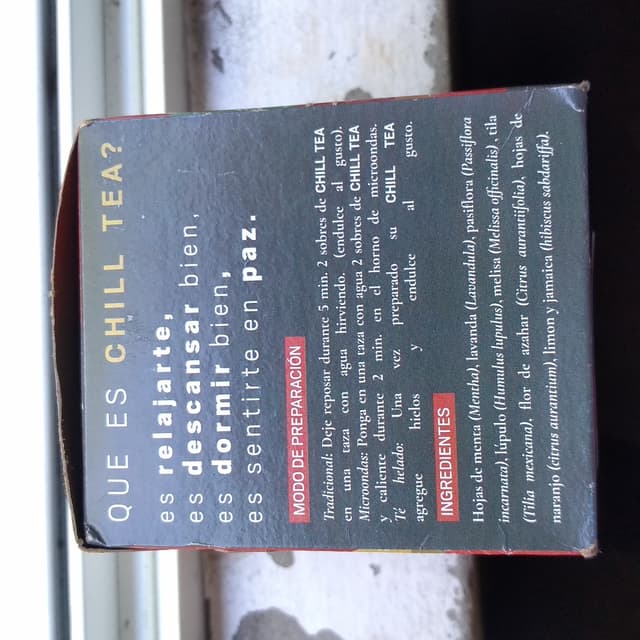 QUE ES CHILL TEA?
es relajarte,
es descansar bien,
es dormir bien,
es sentirte en paz.
MODO DE PREPARACIÓN
Tradicional: Deje reposar durante 5 min. 2 sobres de CHILL TEA
en una taza con agua hirviendo. (endulce al gusto).
Microondas: Ponga en una taza con agua 2 sobres de CHILL TEA
y caliente durante 2 min. en el horno de microondas.
Té helado: Una vez preparado su CHILL TEA
agregue hielos y endulce al gusto.
INGREDIENTES
Hojas de menta (Mentha), lavanda (Lavandula), pasiflora (Passiflora
incarnata), lúpulo (Humulus lupulus), melisa (Melissa officinalis), tila
(Tilia mexicana), flor de azahar (Citrus aurantiifolia), hojas de
naranjo (citrus aurantium), limon y jamaica (hibiscus sabdariffa).